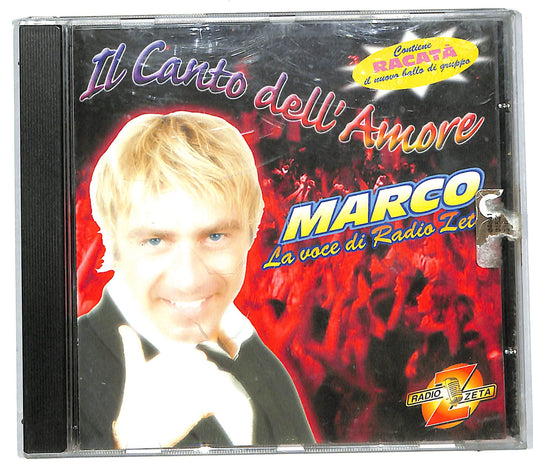 Contiene
RACATÀ
il nuovo ballo di gruppo
Il Canto dell'Amore
MARCO
La voce di Radio Zet
RADIO ZETA